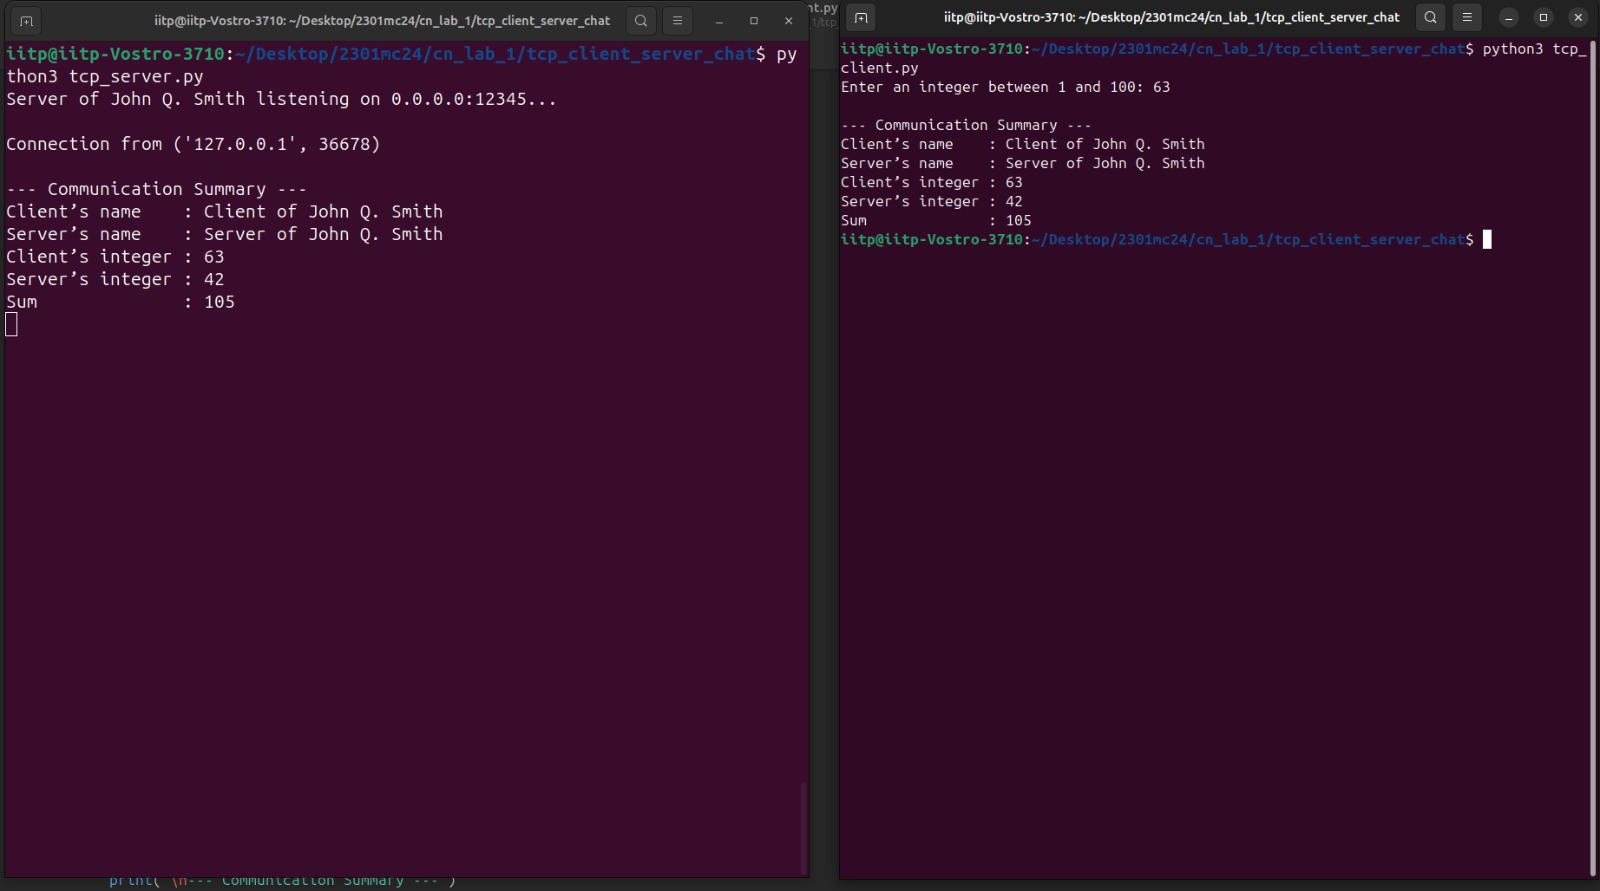 iitp@iitp-Vostro-3710: ~/Desktop/2301mc24/cn_lab_1/tcp_client_server_chat
iitp@iitp-Vostro-3710:~/Desktop/2301mc24/cn_lab_1/tcp_client_server_chat$ py
thon3 tcp_server.py
Server of John Q. Smith listening on 0.0.0.0:12345...
Connection from ('127.0.0.1', 36678)
--- Communication Summary ---
Client’s name    : Client of John Q. Smith
Server’s name    : Server of John Q. Smith
Client’s integer : 63
Server’s integer : 42
Sum              : 105
nt.py
1/tcp_
iitp@iitp-Vostro-3710: ~/Desktop/2301mc24/cn_lab_1/tcp_client_server_chat
iitp@iitp-Vostro-3710:~/Desktop/2301mc24/cn_lab_1/tcp_client_server_chat$ python3 tcp_
client.py
Enter an integer between 1 and 100: 63
--- Communication Summary ---
Client’s name    : Client of John Q. Smith
Server’s name    : Server of John Q. Smith
Client’s integer : 63
Server’s integer : 42
Sum              : 105
iitp@iitp-Vostro-3710:~/Desktop/2301mc24/cn_lab_1/tcp_client_server_chat$
print("\n--- Communication Summary ---")